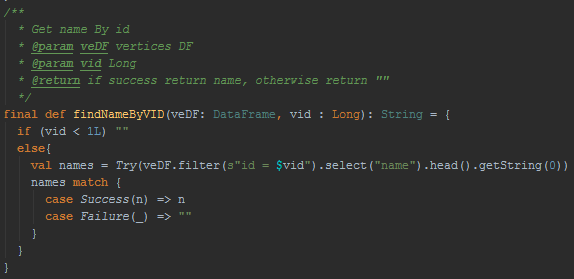 /**
 * Get name By id
 * @param veDF vertices DF
 * @param vid Long
 * @return if success return name, otherwise return ""
 */
final def findNameByVID(veDF: DataFrame, vid : Long): String = {
  if (vid < 1L) ""
  else{
    val names = Try(veDF.filter(s"id = $vid").select("name").head().getString(0))
    names match {
      case Success(n) => n
      case Failure(_) => ""
    }
  }
}